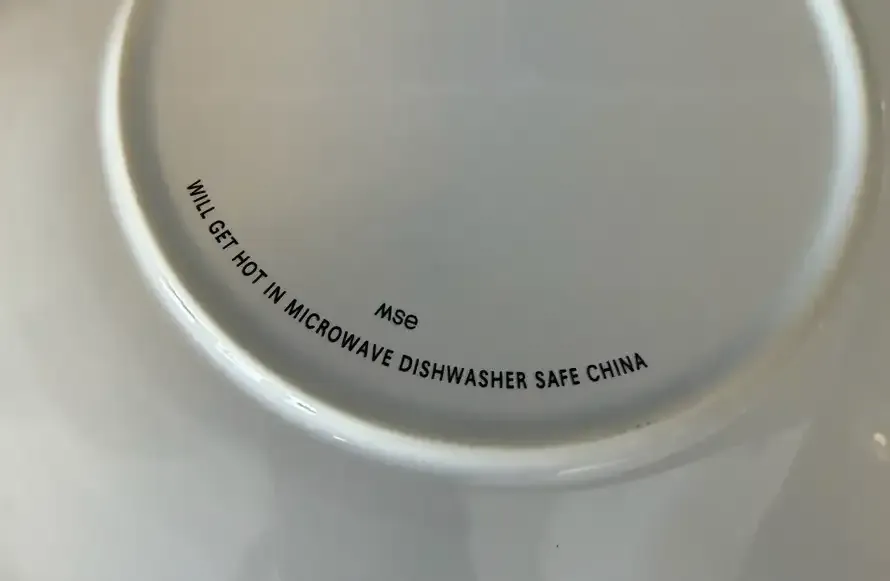 mse
WILL GET HOT IN MICROWAVE DISHWASHER SAFE CHINA